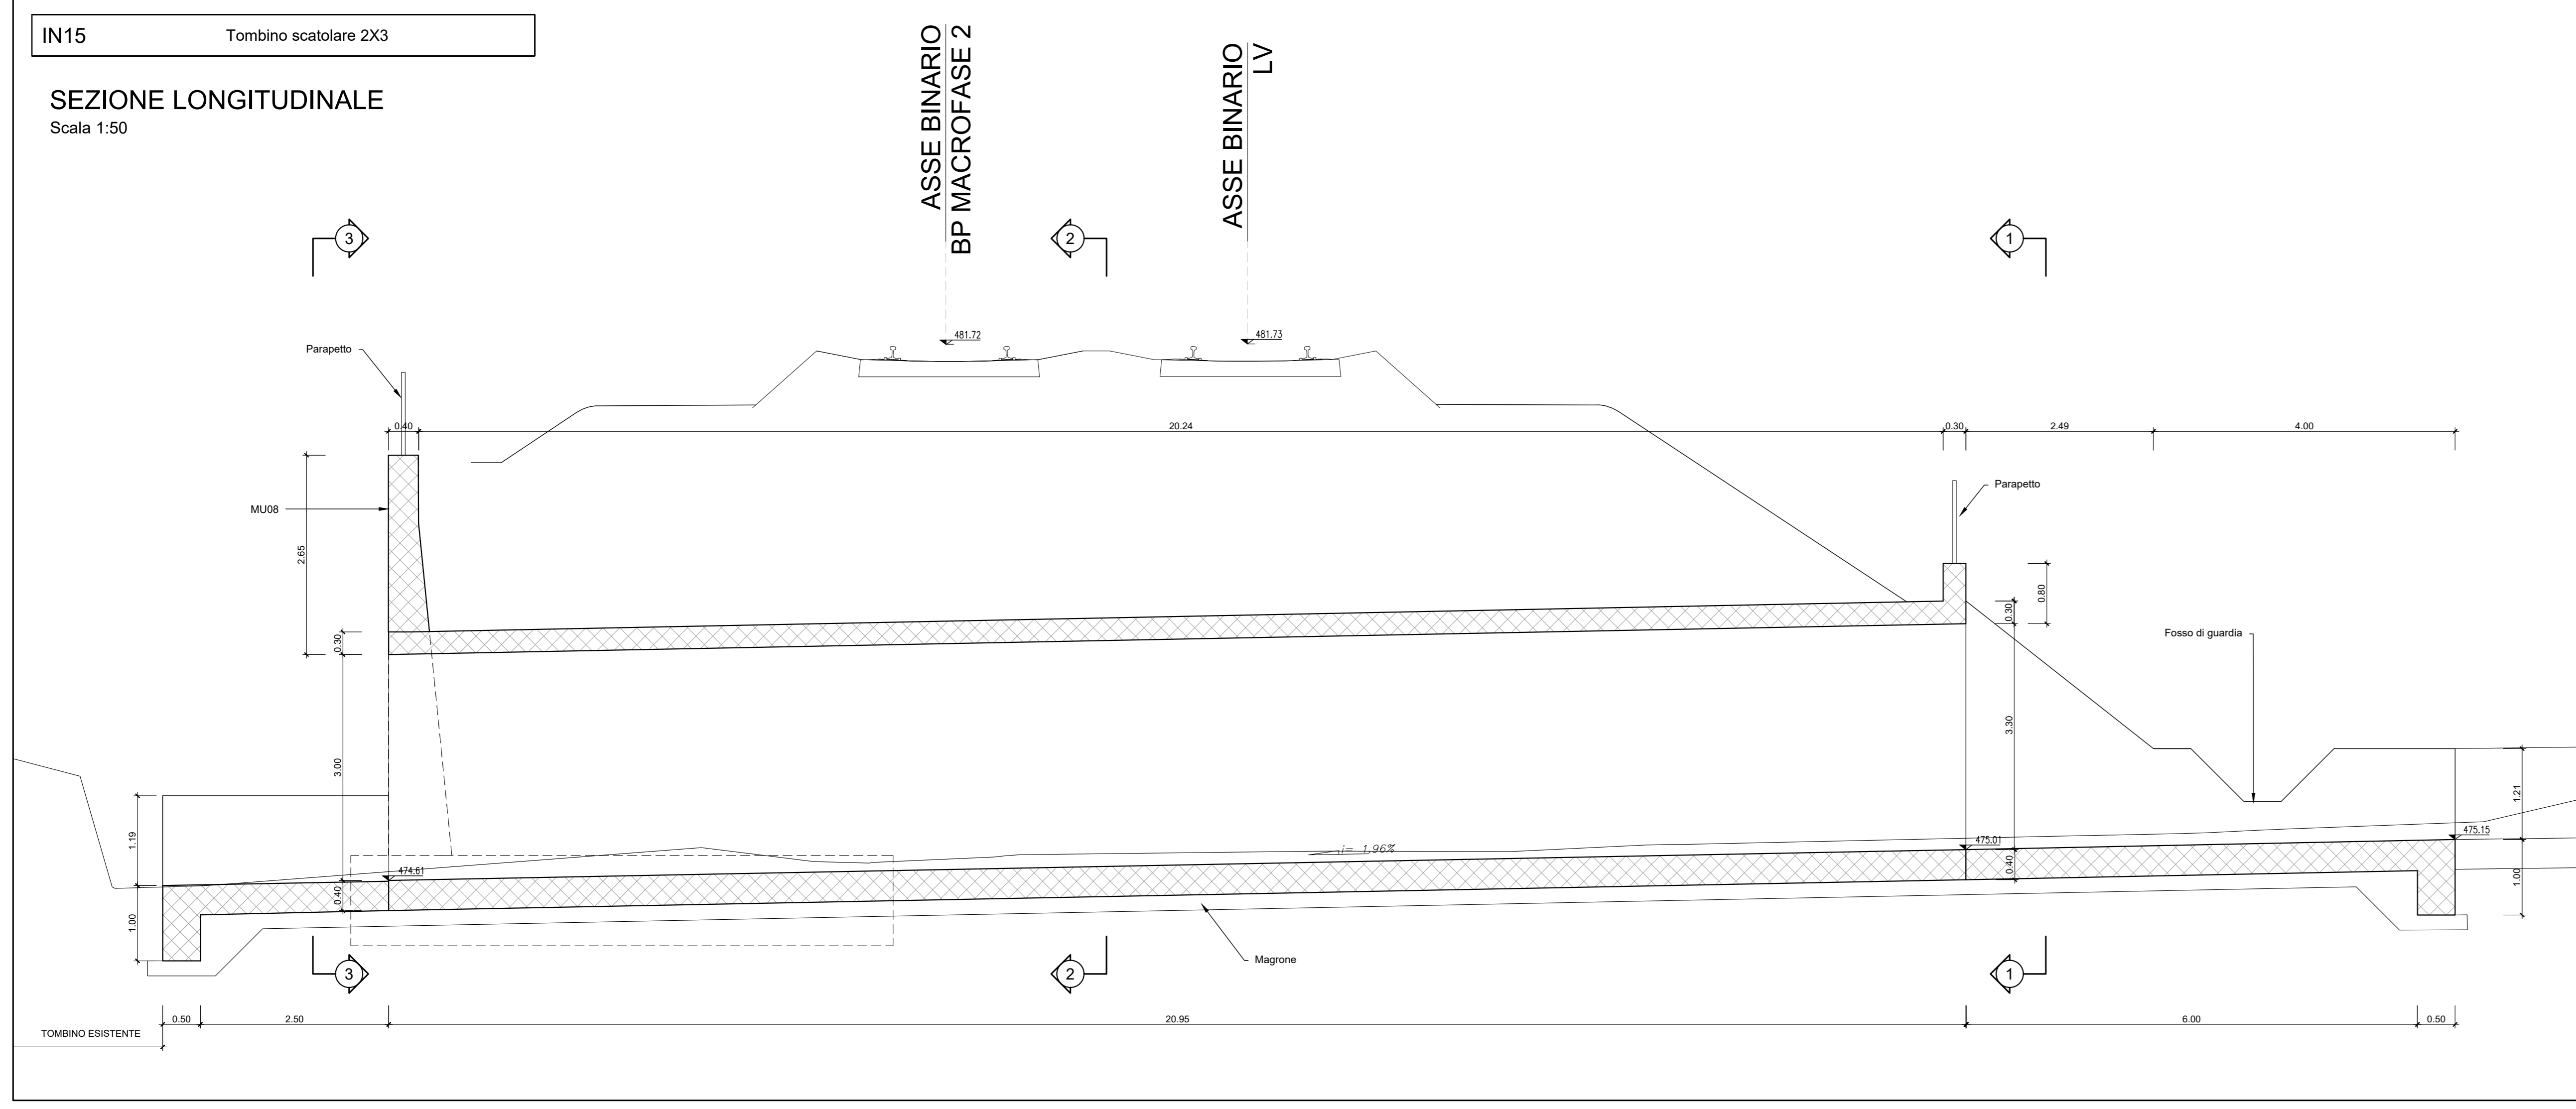 IN15
Tombino scatolare 2X3
SEZIONE LONGITUDINALE
Scala 1:50
ASSE BINARIO
BP MACROFASE 2
ASSE BINARIO
LV
3
2
1
481.72
481.73
Parapetto
0.40
20.24
0.30
2.49
4.00
Parapetto
MU08
2.65
0.80
0.30
0.30
Fosso di guardia
3.00
3.30
1.19
1.21
i= 1,96%
475.01
475.15
474.61
0.40
0.40
1.00
1.00
Magrone
3
2
1
0.50
2.50
20.95
6.00
0.50
TOMBINO ESISTENTE